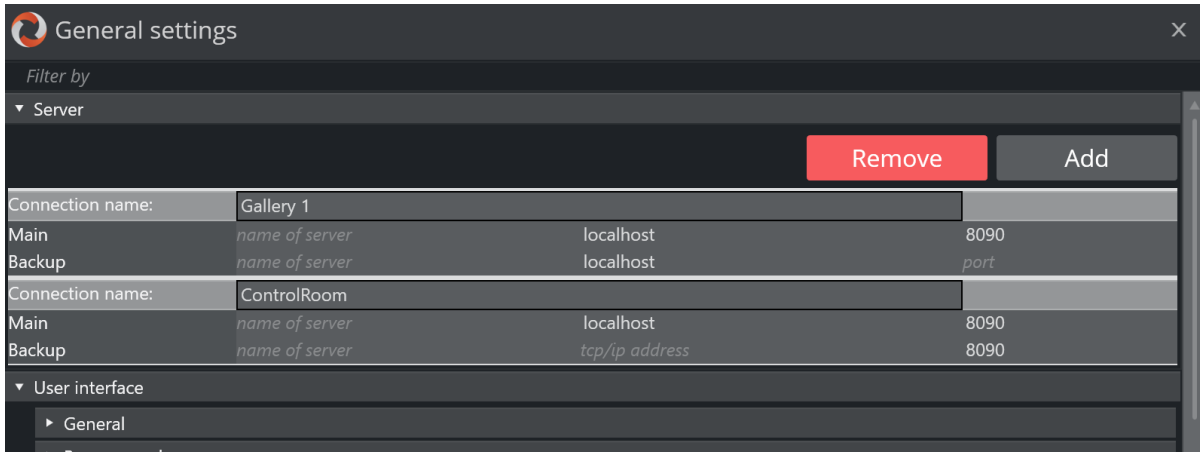 General settings
Filter by
Server
Remove Add
Connection name: Gallery 1
Main name of server localhost 8090
Backup name of server localhost port
Connection name: ControlRoom
Main name of server localhost 8090
Backup name of server tcp/ip address 8090
User interface
General